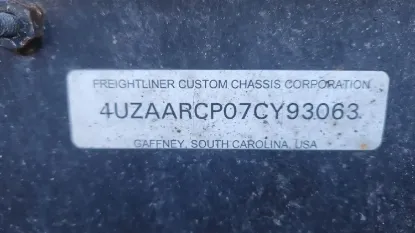 FREIGHTLINER CUSTOM CHASSIS CORPORATION
4UZAARCP07CY93063
GAFFNEY, SOUTH CAROLINA, USA